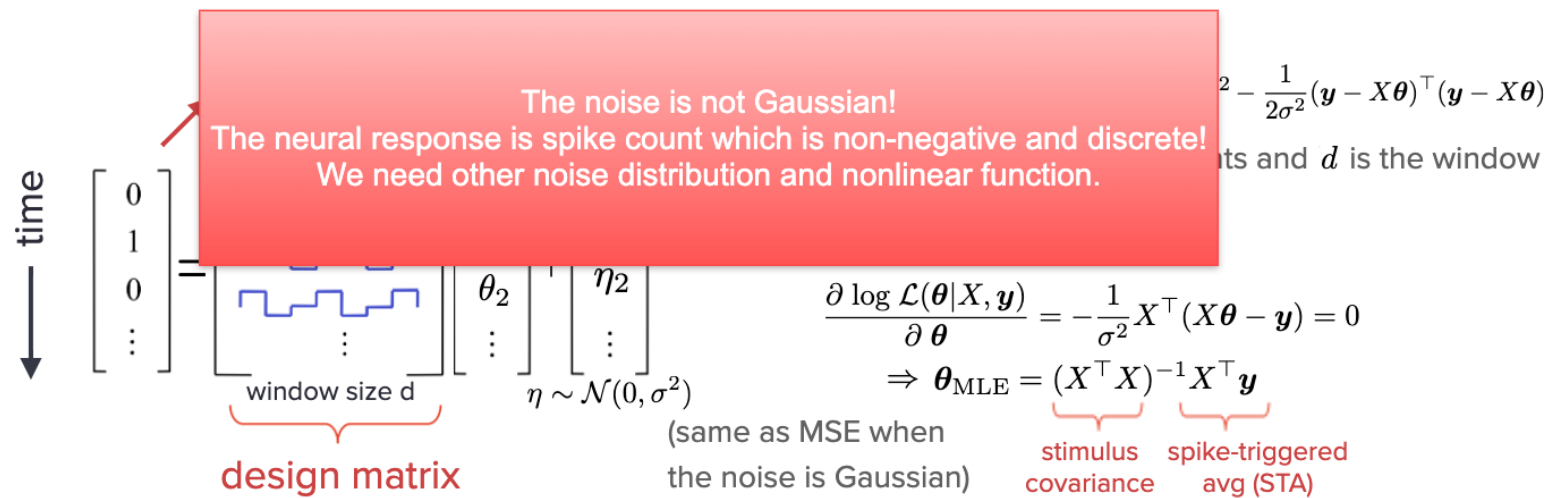 The noise is not Gaussian!
The neural response is spike count which is non-negative and discrete!
We need other noise distribution and nonlinear function.
2 − 1/(2σ²) (y − Xθ)⊤(y − Xθ)
nts and d is the window
time
0
1
0
⋮
=
⋮
θ₂
⋮
η₂
⋮
window size d
η ∼ 𝒩(0, σ²)
design matrix
∂ log ℒ(θ|X, y) / ∂ θ = −1/σ² X⊤(Xθ − y) = 0
⇒ θ_MLE = (X⊤X)⁻¹X⊤y
(same as MSE when
the noise is Gaussian)
stimulus
covariance
spike-triggered
avg (STA)